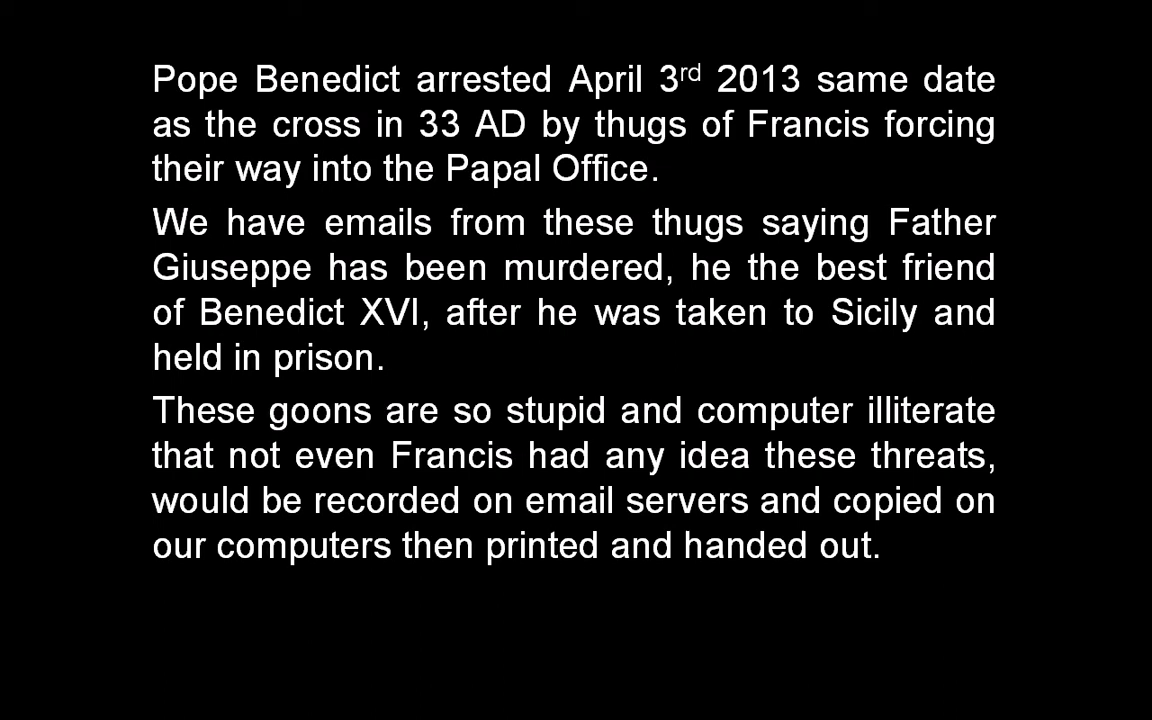 Pope Benedict arrested April 3rd 2013 same date
as the cross in 33 AD by thugs of Francis forcing
their way into the Papal Office.
We have emails from these thugs saying Father
Giuseppe has been murdered, he the best friend
of Benedict XVI, after he was taken to Sicily and
held in prison.
These goons are so stupid and computer illiterate
that not even Francis had any idea these threats,
would be recorded on email servers and copied on
our computers then printed and handed out.